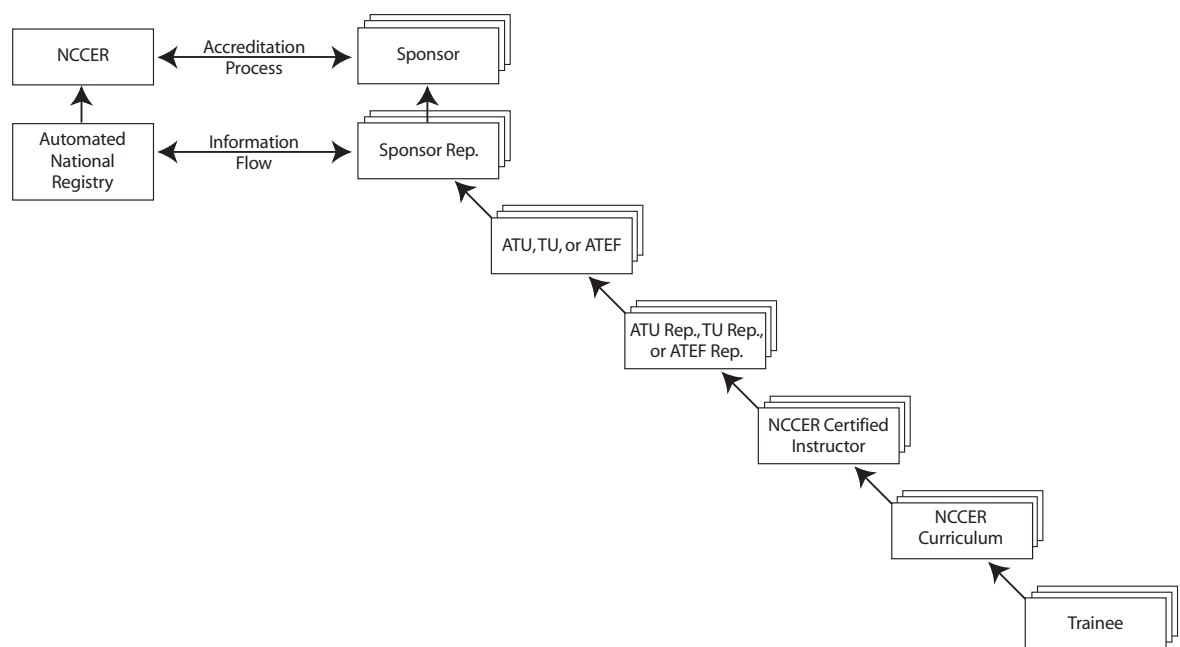 NCCER
Accreditation
Process
Sponsor
Automated
National
Registry
Information
Flow
Sponsor Rep.
ATU, TU, or ATEF
ATU Rep., TU Rep.,
or ATEF Rep.
NCCER Certified
Instructor
NCCER
Curriculum
Trainee